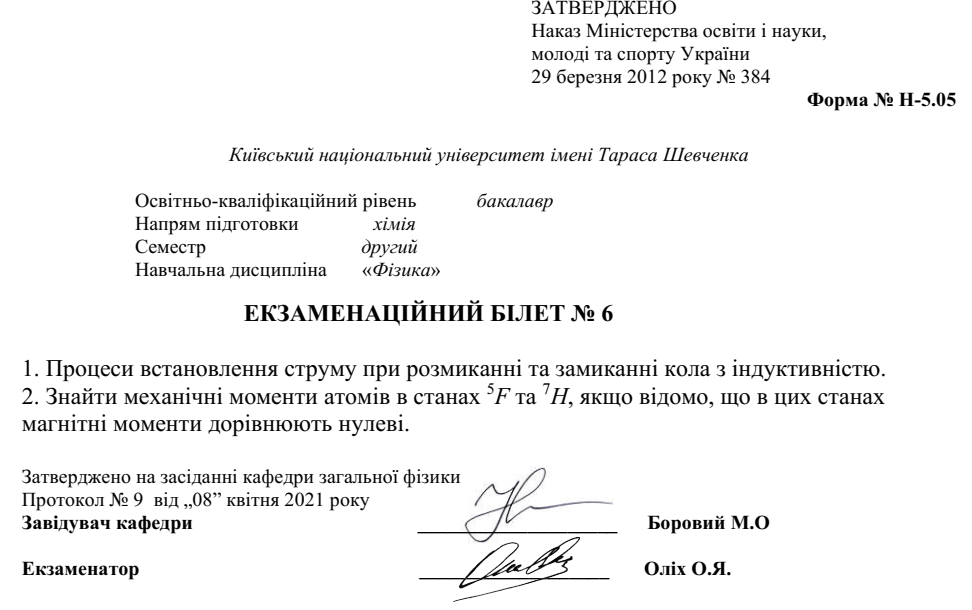 ЗАТВЕРДЖЕНО
Наказ Міністерства освіти і науки,
молоді та спорту України
29 березня 2012 року № 384
Форма № Н-5.05
Київський національний університет імені Тараса Шевченка
Освітньо-кваліфікаційний рівень бакалавр
Напрям підготовки хімія
Семестр другий
Навчальна дисципліна «Фізика»
ЕКЗАМЕНАЦІЙНИЙ БІЛЕТ № 6
1. Процеси встановлення струму при розмиканні та замиканні кола з індуктивністю.
2. Знайти механічні моменти атомів в станах ⁵F та ⁷H, якщо відомо, що в цих станах
магнітні моменти дорівнюють нулеві.
Затверджено на засіданні кафедри загальної фізики
Протокол № 9 від „08” квітня 2021 року
Завідувач кафедри Боровий М.О
Екзаменатор Оліх О.Я.